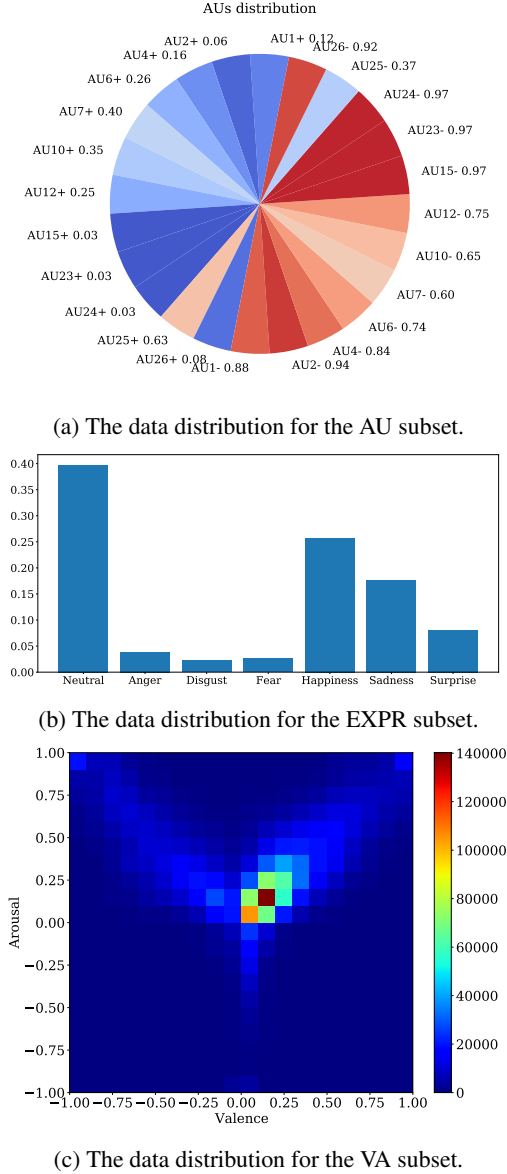 AUs distribution
AU1+ 0.12
AU2+ 0.06
AU4+ 0.16
AU6+ 0.26
AU7+ 0.40
AU10+ 0.35
AU12+ 0.25
AU15+ 0.03
AU23+ 0.03
AU24+ 0.03
AU25+ 0.63
AU26+ 0.08
AU1- 0.88
AU2- 0.94
AU4- 0.84
AU6- 0.74
AU7- 0.60
AU10- 0.65
AU12- 0.75
AU15- 0.97
AU23- 0.97
AU24- 0.97
AU25- 0.37
AU26- 0.92
(a) The data distribution for the AU subset.
0.40
0.35
0.30
0.25
0.20
0.15
0.10
0.05
0.00
Neutral Anger Disgust Fear Happiness Sadness Surprise
(b) The data distribution for the EXPR subset.
1.00
0.75
0.50
0.25
0.00
−0.25
−0.50
−0.75
−1.00
Arousal
−1.00 −0.75 −0.50 −0.25 0.00 0.25 0.50 0.75 1.00
Valence
140000
120000
100000
80000
60000
40000
20000
0
(c) The data distribution for the VA subset.